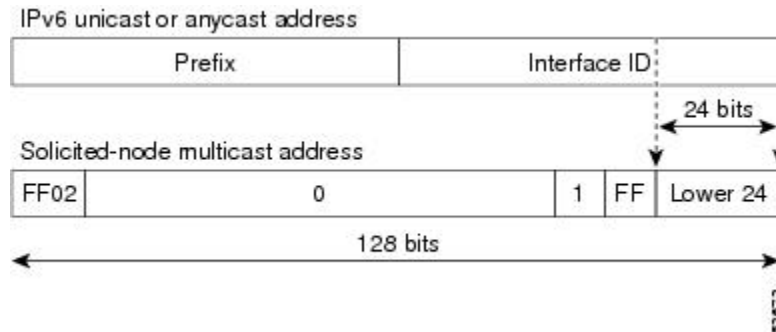 IPv6 unicast or anycast address
Prefix Interface ID
24 bits
Solicited-node multicast address
FF02 0 1 FF Lower 24
128 bits